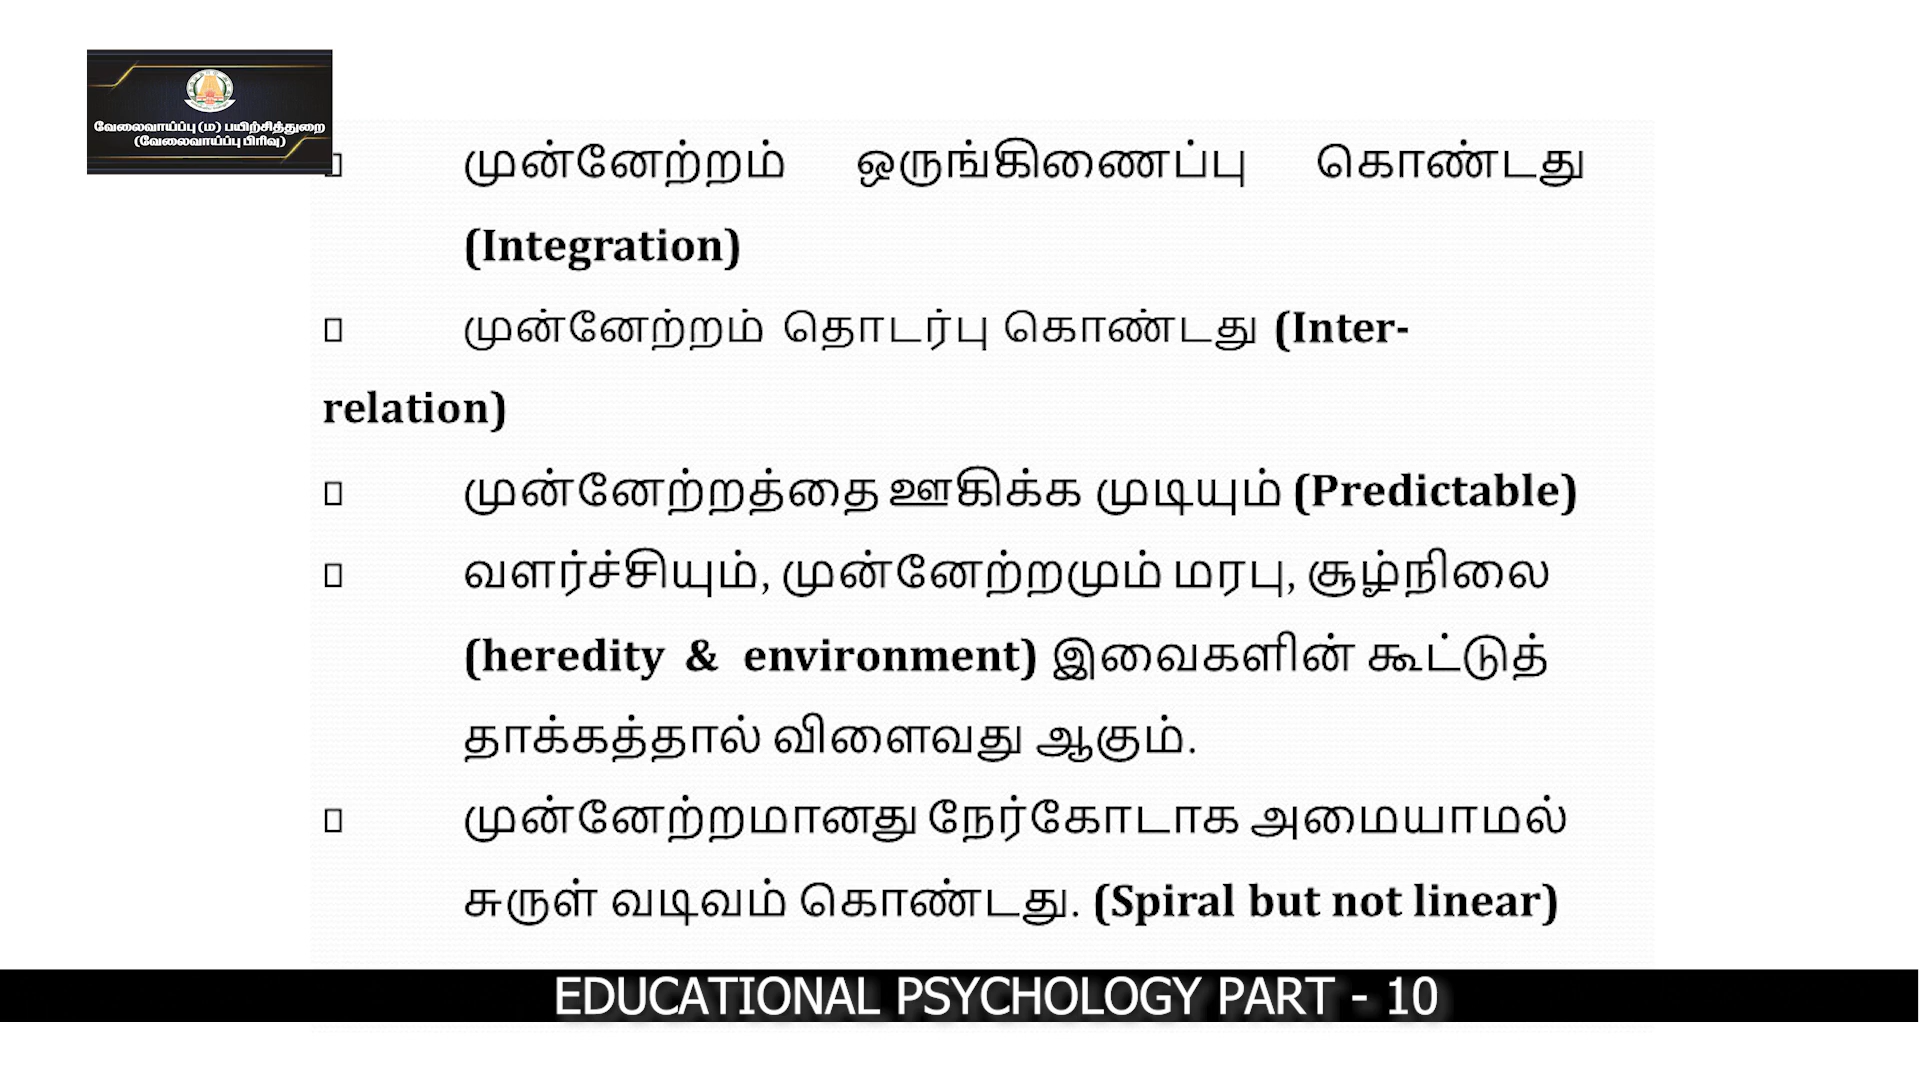 வேலைவாய்ப்பு (ம) பயிற்சித்துறை
(வேலைவாய்ப்பு பிரிவு)
முன்னேற்றம் ஒருங்கிணைப்பு கொண்டது
(Integration)
முன்னேற்றம் தொடர்பு கொண்டது (Inter-
relation)
முன்னேற்றத்தை ஊகிக்க முடியும் (Predictable)
வளர்ச்சியும், முன்னேற்றமும் மரபு, சூழ்நிலை
(heredity & environment) இவைகளின் கூட்டுத்
தாக்கத்தால் விளைவது ஆகும்.
முன்னேற்றமானது நேர்கோடாக அமையாமல்
சுருள் வடிவம் கொண்டது. (Spiral but not linear)
EDUCATIONAL PSYCHOLOGY PART - 10